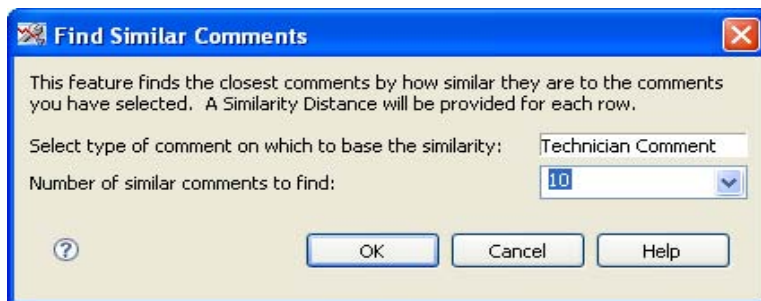 Find Similar Comments
This feature finds the closest comments by how similar they are to the comments
you have selected. A Similarity Distance will be provided for each row.
Select type of comment on which to base the similarity: Technician Comment
Number of similar comments to find: 10
? OK Cancel Help